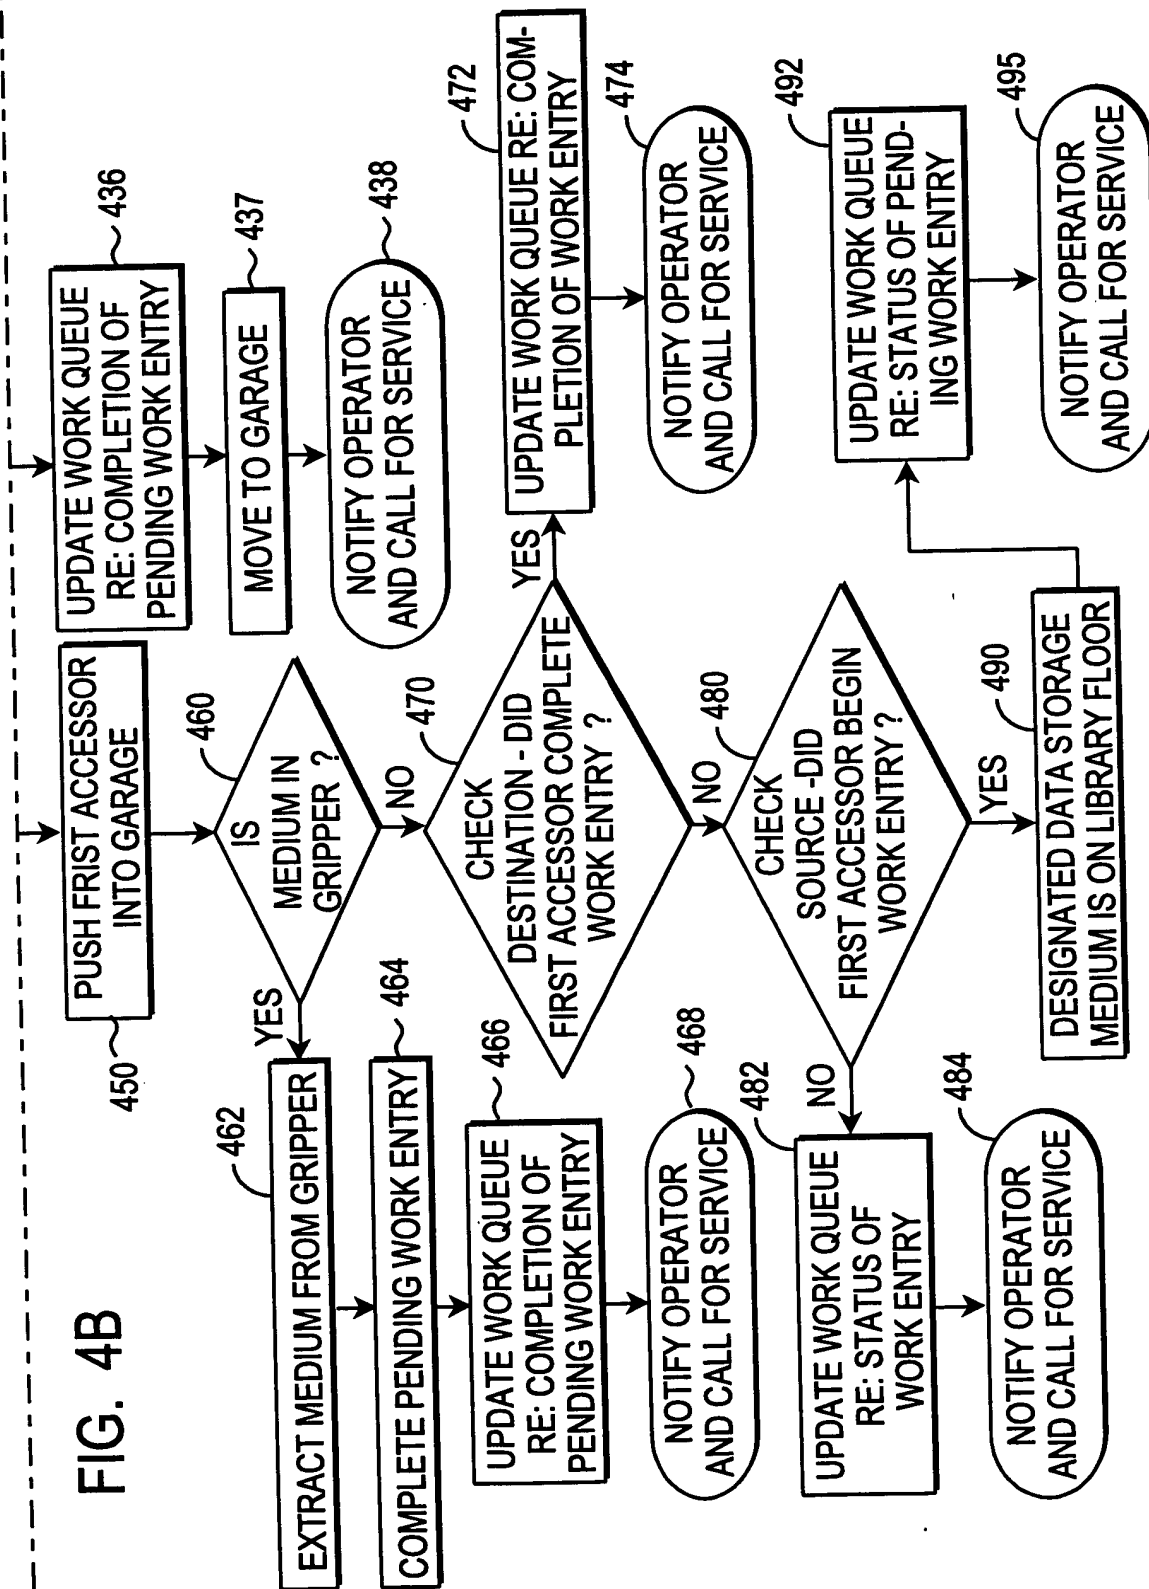 FIG. 4B
PUSH FRIST ACCESSOR
INTO GARAGE
450
UPDATE WORK QUEUE
RE: COMPLETION OF
PENDING WORK ENTRY
436
MOVE TO GARAGE
437
NOTIFY OPERATOR
AND CALL FOR SERVICE
438
IS
MEDIUM IN
GRIPPER ?
460
YES
NO
EXTRACT MEDIUM FROM GRIPPER
462
COMPLETE PENDING WORK ENTRY
464
UPDATE WORK QUEUE
RE: COMPLETION OF
PENDING WORK ENTRY
466
NOTIFY OPERATOR
AND CALL FOR SERVICE
468
CHECK
DESTINATION - DID
FIRST ACCESSOR COMPLETE
WORK ENTRY ?
470
YES
NO
UPDATE WORK QUEUE RE: COM-
PLETION OF WORK ENTRY
472
NOTIFY OPERATOR
AND CALL FOR SERVICE
474
CHECK
SOURCE -DID
FIRST ACCESSOR BEGIN
WORK ENTRY ?
480
NO
YES
UPDATE WORK QUEUE
RE: STATUS OF
WORK ENTRY
482
NOTIFY OPERATOR
AND CALL FOR SERVICE
484
DESIGNATED DATA STORAGE
MEDIUM IS ON LIBRARY FLOOR
490
UPDATE WORK QUEUE
RE: STATUS OF PEND-
ING WORK ENTRY
492
NOTIFY OPERATOR
AND CALL FOR SERVICE
495